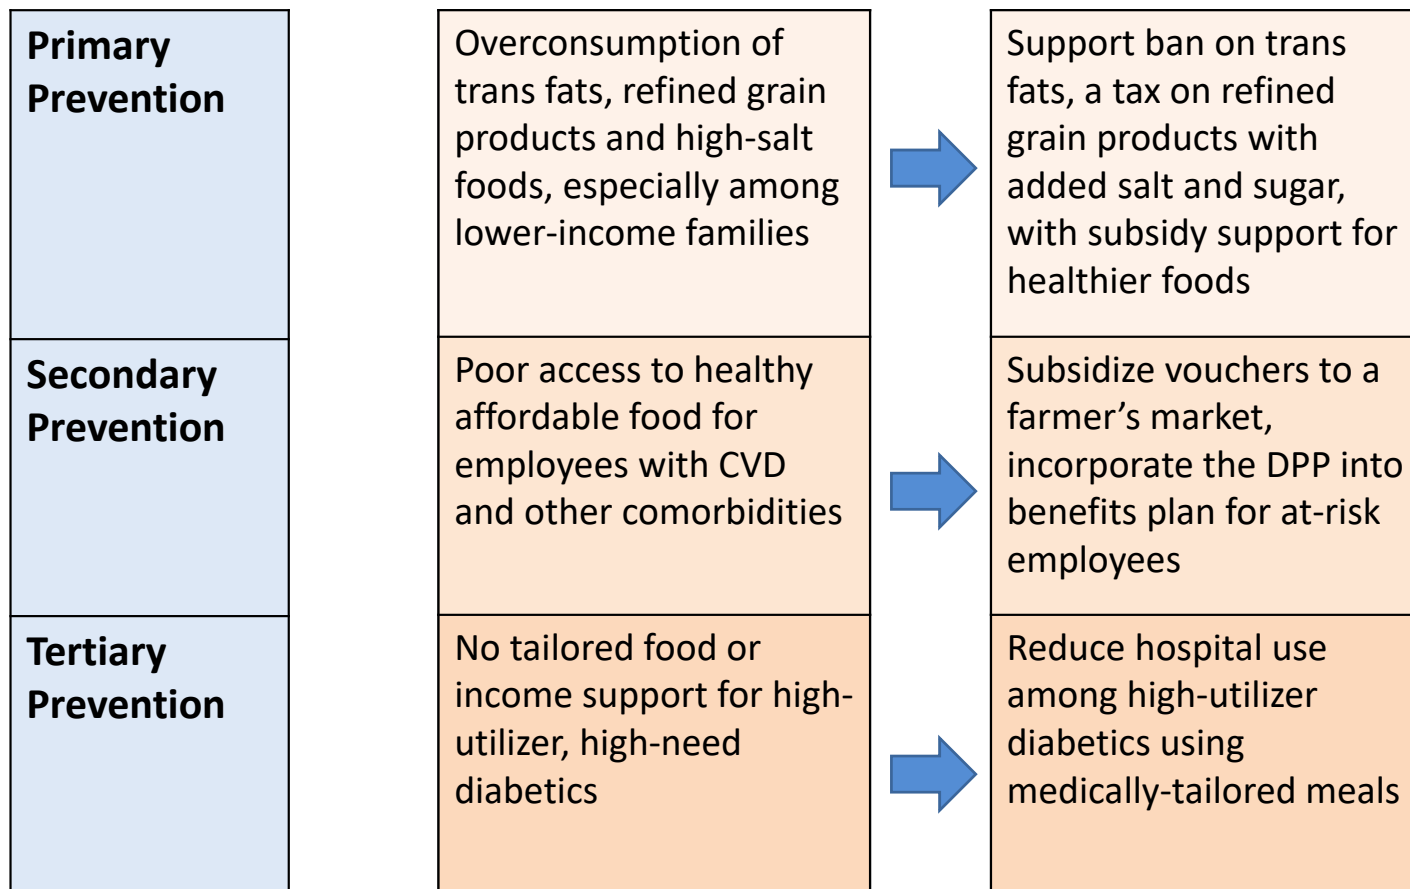 Primary
Prevention
Overconsumption of
trans fats, refined grain
products and high-salt
foods, especially among
lower-income families
Support ban on trans
fats, a tax on refined
grain products with
added salt and sugar,
with subsidy support for
healthier foods
Secondary
Prevention
Poor access to healthy
affordable food for
employees with CVD
and other comorbidities
Subsidize vouchers to a
farmer’s market,
incorporate the DPP into
benefits plan for at-risk
employees
Tertiary
Prevention
No tailored food or
income support for high-
utilizer, high-need
diabetics
Reduce hospital use
among high-utilizer
diabetics using
medically-tailored meals